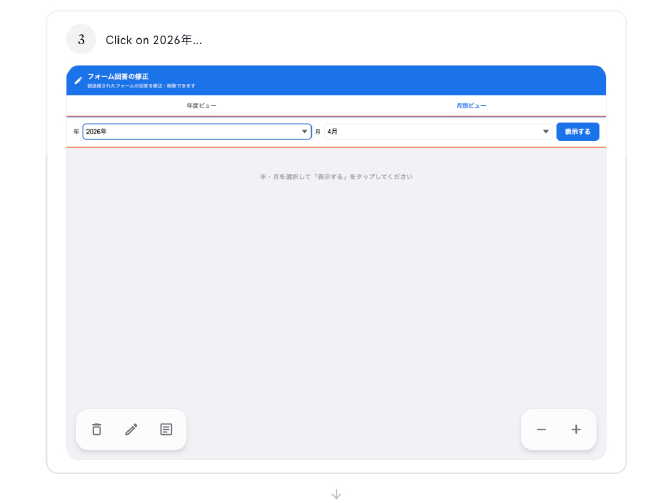 3 Click on 2026年...
フォーム回答の修正
誤送信されたフォームの回答を修正・削除できます
年度ビュー 月別ビュー
年 2026年 月 4月 表示する
年・月を選択して「表示する」をタップしてください